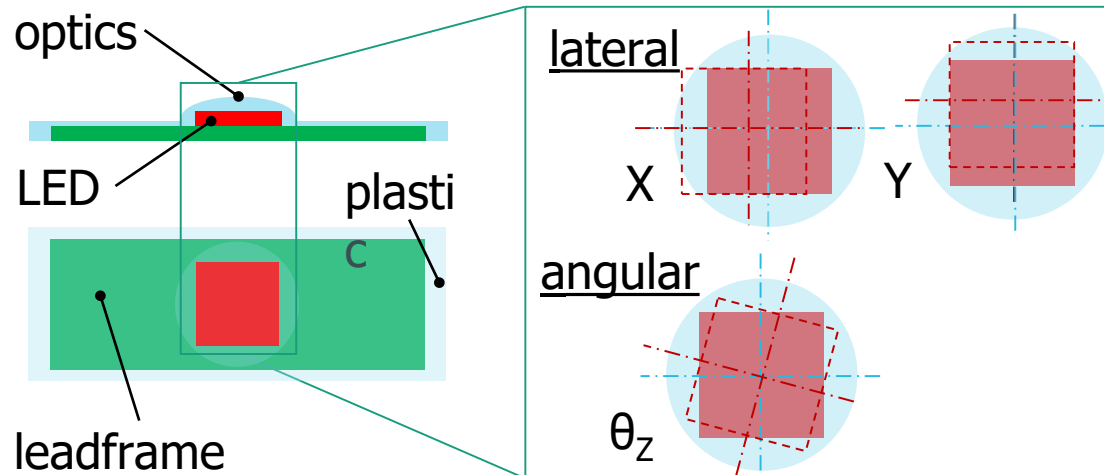 optics
LED
plasti
c
leadframe
lateral
X
Y
angular
θZ